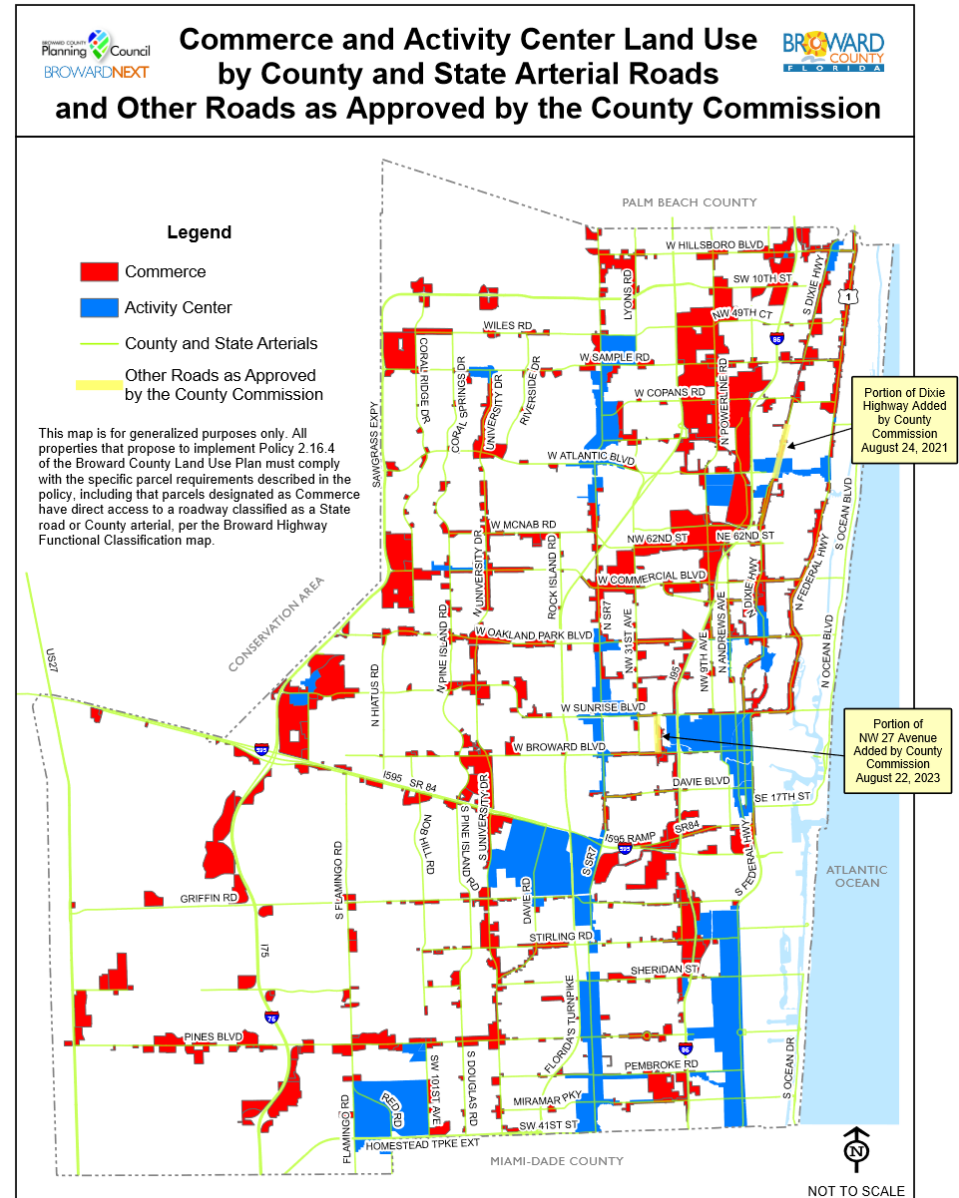 BROWARD COUNTY
Planning Council
BROWARDNEXT
Commerce and Activity Center Land Use
by County and State Arterial Roads
and Other Roads as Approved by the County Commission
BROWARD
COUNTY
FLORIDA
Legend
Commerce
Activity Center
County and State Arterials
Other Roads as Approved
by the County Commission
This map is for generalized purposes only. All
properties that propose to implement Policy 2.16.4
of the Broward County Land Use Plan must comply
with the specific parcel requirements described in the
policy, including that parcels designated as Commerce
have direct access to a roadway classified as a State
road or County arterial, per the Broward Highway
Functional Classification map.
PALM BEACH COUNTY
W HILLSBORO BLVD
SW 10TH ST
LYONS RD
S DIXIE HWY
1
NW 49TH CT
WILES RD
W SAMPLE RD
CORAL RIDGE DR
CORAL SPRINGS DR
UNIVERSITY DR
RIVERSIDE DR
W COPANS RD
N POWERLINE RD
Portion of Dixie
Highway Added
by County
Commission
August 24, 2021
SAWGRASS EXPY
W ATLANTIC BLVD
S OCEAN BLVD
W MCNAB RD
NW 62ND ST
NE 62ND ST
N UNIVERSITY DR
ROCK ISLAND RD
W COMMERCIAL BLVD
N DIXIE HWY
N FEDERAL HWY
CONSERVATION AREA
N PINE ISLAND RD
N SR7
NW 31ST AVE
NW 9TH AVE
N ANDREWS AVE
N OCEAN BLVD
W OAKLAND PARK BLVD
US27
N HIATUS RD
I95
W SUNRISE BLVD
W BROWARD BLVD
595
Portion of
NW 27 Avenue
Added by County
Commission
August 22, 2023
I595 SR 84
DAVIE BLVD
SE 17TH ST
S UNIVERSITY DR
S PINE ISLAND RD
NOB HILL RD
I595 RAMP
SR84
595
S SR7
S FEDERAL HWY
S FLAMINGO RD
DAVIE RD
ATLANTIC
OCEAN
GRIFFIN RD
STIRLING RD
I75
SHERIDAN ST
FLORIDA'S TURNPIKE
PINES BLVD
PEMBROKE RD
SW 101ST AVE
S DOUGLAS RD
S OCEAN DR
FLAMINGO RD
RED RD
MIRAMAR PKY
SW 41ST ST
HOMESTEAD TPKE EXT
MIAMI-DADE COUNTY
N
NOT TO SCALE